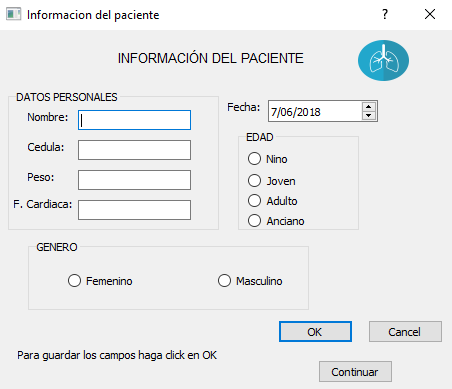 Informacion del paciente
INFORMACIÓN DEL PACIENTE
DATOS PERSONALES
Nombre:
Cedula:
Peso:
F. Cardiaca:
Fecha: 7/06/2018
EDAD
Nino
Joven
Adulto
Anciano
GENERO
Femenino Masculino
OK Cancel
Para guardar los campos haga click en OK
Continuar